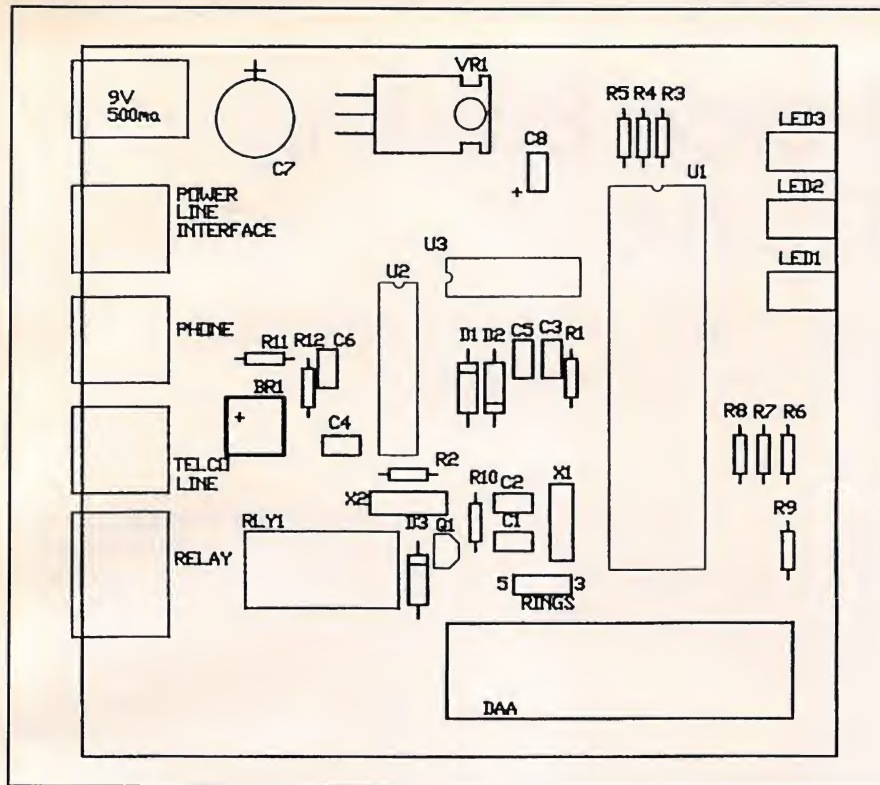 VR1
9V
500ma
+
C7
C8
+
R5 R4 R3
LED3
U1
LED2
LED1
POWER
LINE
INTERFACE
U3
U2
PHONE
R11
R12
C6
D1 D2 C5 C3 R1
BR1
+
C4
R8 R7 R6
TELCO
LINE
R2
X2
R10
C2
X1
C1
R9
RLY1
D3
Q1
RELAY
5 3
RINGS
DAA